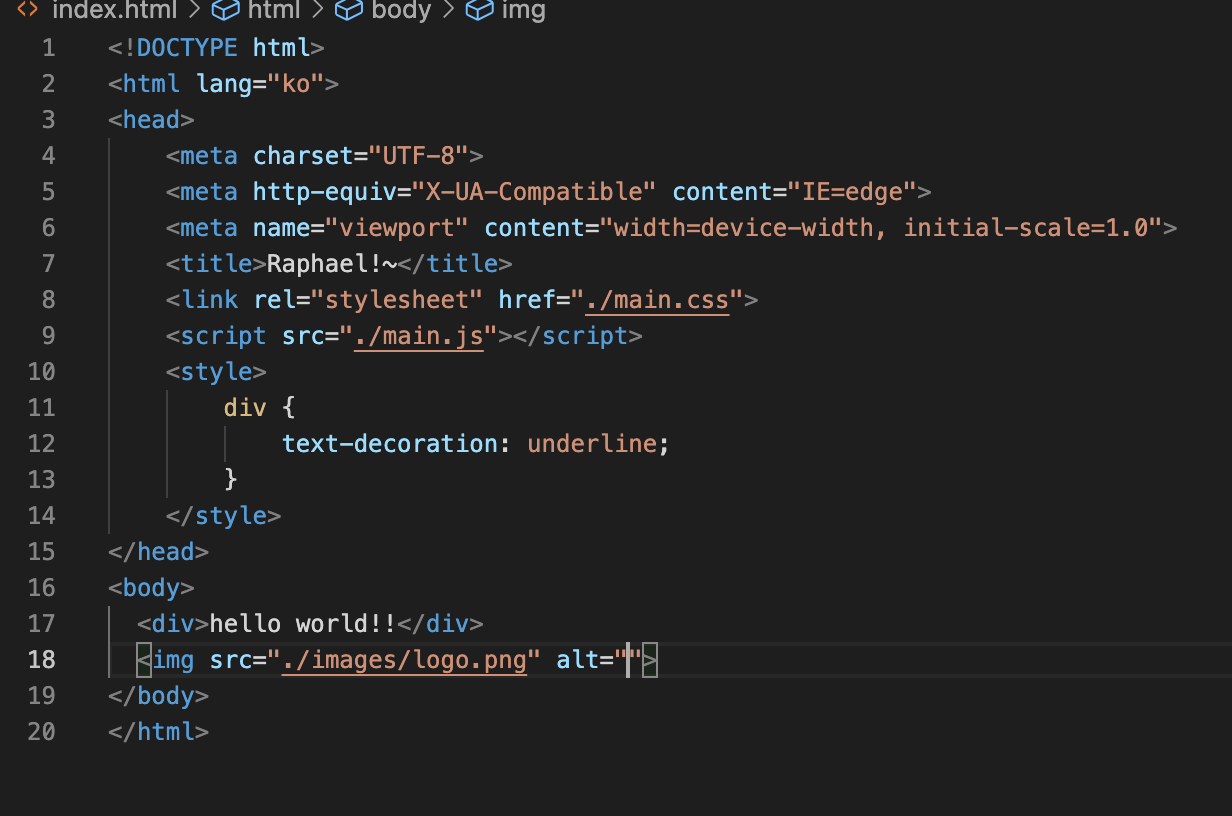 index.html > html > body > img
1 <!DOCTYPE html>
2 <html lang="ko">
3 <head>
4     <meta charset="UTF-8">
5     <meta http-equiv="X-UA-Compatible" content="IE=edge">
6     <meta name="viewport" content="width=device-width, initial-scale=1.0">
7     <title>Raphael!~</title>
8     <link rel="stylesheet" href="./main.css">
9     <script src="./main.js"></script>
10     <style>
11         div {
12             text-decoration: underline;
13         }
14     </style>
15 </head>
16 <body>
17   <div>hello world!!</div>
18   <img src="./images/logo.png" alt="">
19 </body>
20 </html>